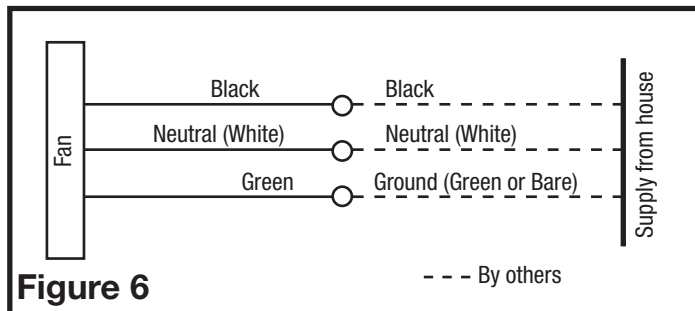 Black Black
Neutral (White) Neutral (White)
Green Ground (Green or Bare)
Fan
Supply from house
- - - By others
Figure 6